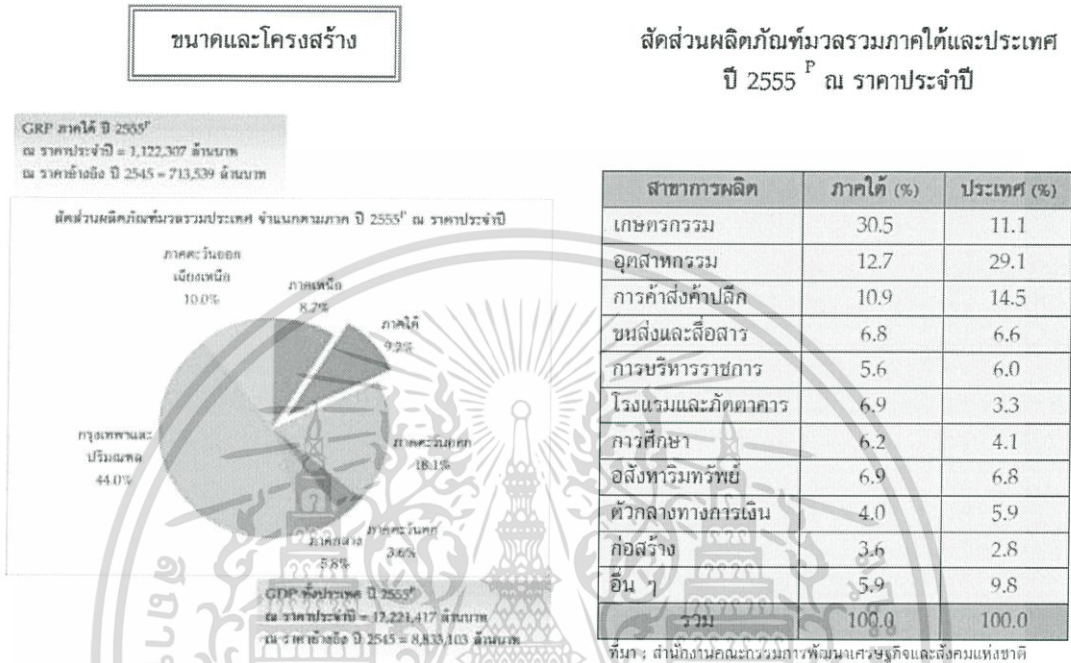 ขนาดและโครงสร้าง
สัดส่วนผลิตภัณฑ์มวลรวมภาคใต้และประเทศ
ปี 2555 P ณ ราคาประจำปี
GRP ภาคใต้ ปี 2555P
ณ ราคาประจำปี = 1,122,307 ล้านบาท
ณ ราคาอ้างอิง ปี 2545 = 713,539 ล้านบาท
สัดส่วนผลิตภัณฑ์มวลรวมประเทศ จำแนกตามภาค ปี 2555P ณ ราคาประจำปี
ภาคตะวันออก
เฉียงเหนือ
10.0%
ภาคเหนือ
8.7%
ภาคใต้
9.2%
ภาคตะวันออก
18.1%
ภาคตะวันตก
3.6%
ภาคกลาง
5.8%
กรุงเทพฯและ
ปริมณฑล
44.0%
GDP ทั้งประเทศ ปี 2555P
ณ ราคาประจำปี = 12,221,417 ล้านบาท
ณ ราคาอ้างอิง ปี 2545 = 8,833,103 ล้านบาท
สาขาการผลิต ภาคใต้ (%) ประเทศ (%)
เกษตรกรรม 30.5 11.1
อุตสาหกรรม 12.7 29.1
การค้าส่งค้าปลีก 10.9 14.5
ขนส่งและสื่อสาร 6.8 6.6
การบริหารราชการ 5.6 6.0
โรงแรมและภัตตาคาร 6.9 3.3
การศึกษา 6.2 4.1
อสังหาริมทรัพย์ 6.9 6.8
ตัวกลางทางการเงิน 4.0 5.9
ก่อสร้าง 3.6 2.8
อื่น ๆ 5.9 9.8
รวม 100.0 100.0
ที่มา : สำนักงานคณะกรรมการพัฒนาเศรษฐกิจและสังคมแห่งชาติ